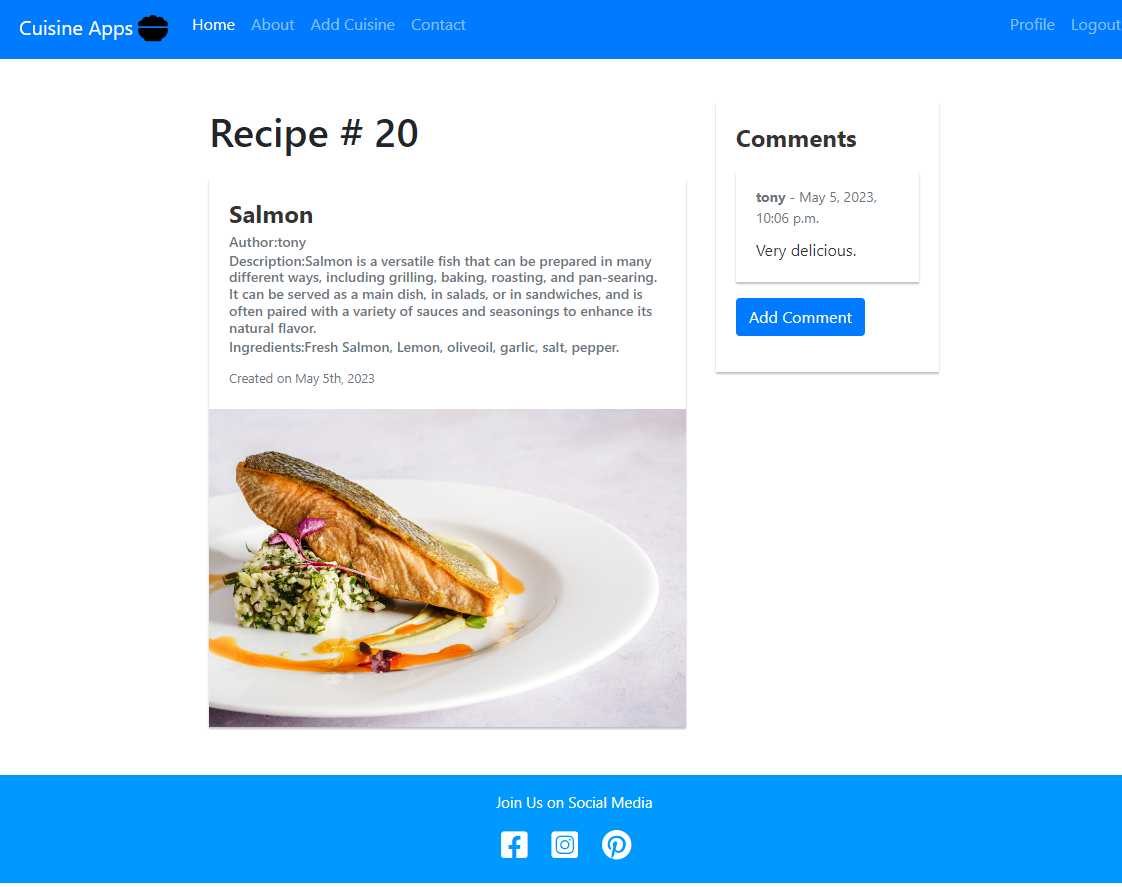 Cuisine Apps Home About Add Cuisine Contact Profile Logout
Recipe # 20
Salmon
Author:tony
Description:Salmon is a versatile fish that can be prepared in many
different ways, including grilling, baking, roasting, and pan-searing.
It can be served as a main dish, in salads, or in sandwiches, and is
often paired with a variety of sauces and seasonings to enhance its
natural flavor.
Ingredients:Fresh Salmon, Lemon, oliveoil, garlic, salt, pepper.
Created on May 5th, 2023
Comments
tony - May 5, 2023,
10:06 p.m.
Very delicious.
Add Comment
Join Us on Social Media